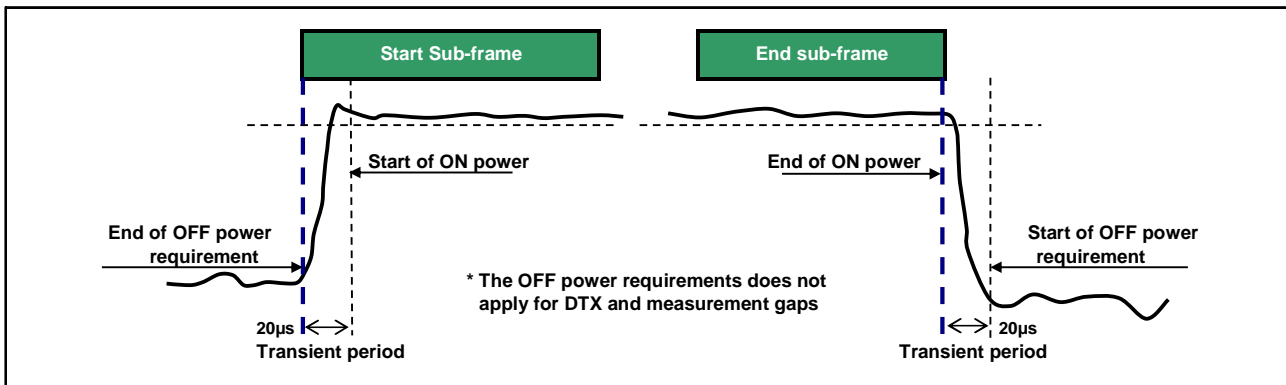 Start Sub-frame
End sub-frame
Start of ON power
End of ON power
End of OFF power
requirement
Start of OFF power
requirement
* The OFF power requirements does not
apply for DTX and measurement gaps
20µs
Transient period
20µs
Transient period